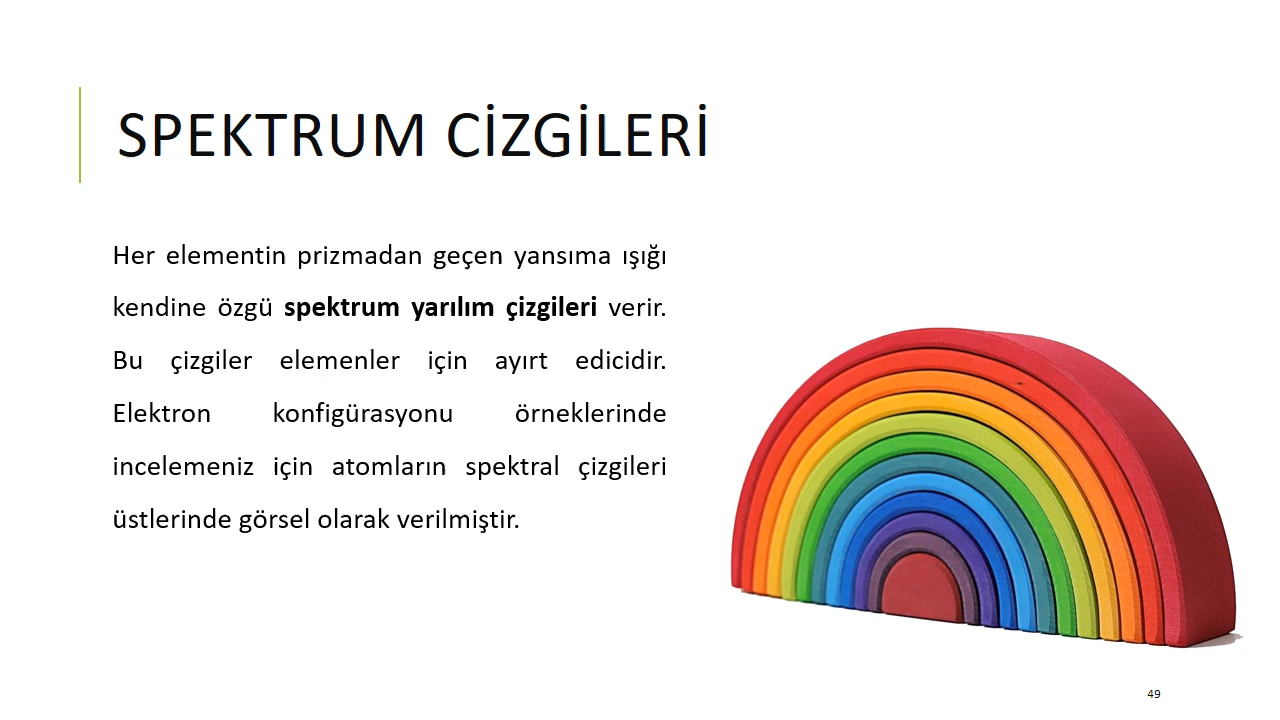 SPEKTRUM CİZGİLERİ
Her elementin prizmadan geçen yansıma ışığı
kendine özgü spektrum yarılım çizgileri verir.
Bu çizgiler elemenler için ayırt edicidir.
Elektron konfigürasyonu örneklerinde
incelemeniz için atomların spektral çizgileri
üstlerinde görsel olarak verilmiştir.
49